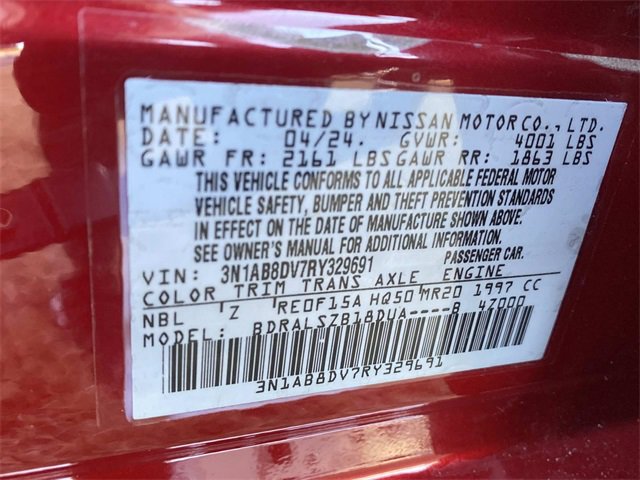 MANUFACTURED BY NISSAN MOTOR CO., LTD.
DATE: 04/24. GVWR: 4001 LBS
GAWR FR: 2161 LBS GAWR RR: 1863 LBS
THIS VEHICLE CONFORMS TO ALL APPLICABLE FEDERAL MOTOR
VEHICLE SAFETY, BUMPER AND THEFT PREVENTION STANDARDS
IN EFFECT ON THE DATE OF MANUFACTURE SHOWN ABOVE.
SEE OWNER'S MANUAL FOR ADDITIONAL INFORMATION.
VIN: 3N1AB8DV7RY329691 PASSENGER CAR.
COLOR TRIM TRANS AXLE ENGINE
NBL Z RE0F15A HQ50 MR20 1997 CC
MODEL: BDRALSZB18DUA----B 47000
3N1AB8DV7RY329691